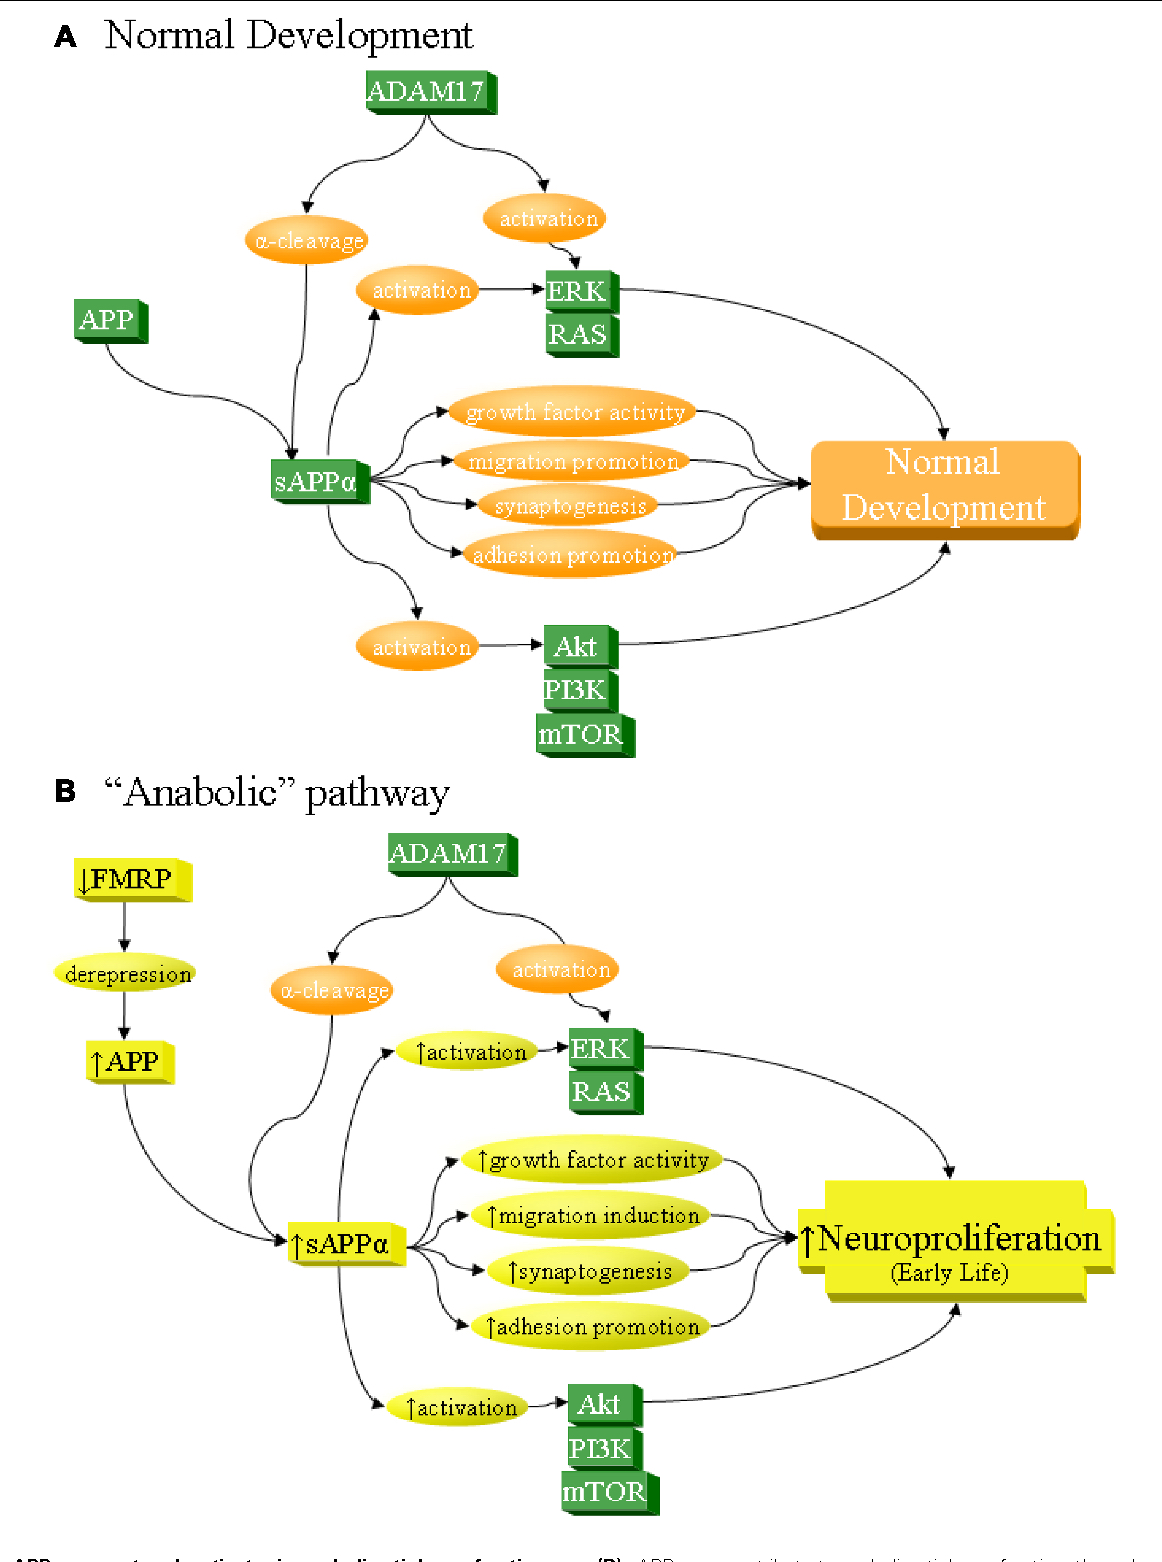 A Normal Development
ADAM17
activation
α-cleavage
activation
ERK
APP
RAS
growth factor activity
migration promotion
Normal
Development
sAPPα
synaptogenesis
adhesion promotion
activation
Akt
PI3K
mTOR
B “Anabolic” pathway
ADAM17
↓FMRP
derepression
activation
α-cleavage
↑activation
ERK
↑APP
RAS
↑growth factor activity
↑migration induction
↑sAPPα
↑Neuroproliferation
(Early Life)
↑synaptogenesis
↑adhesion promotion
↑activation
Akt
PI3K
mTOR